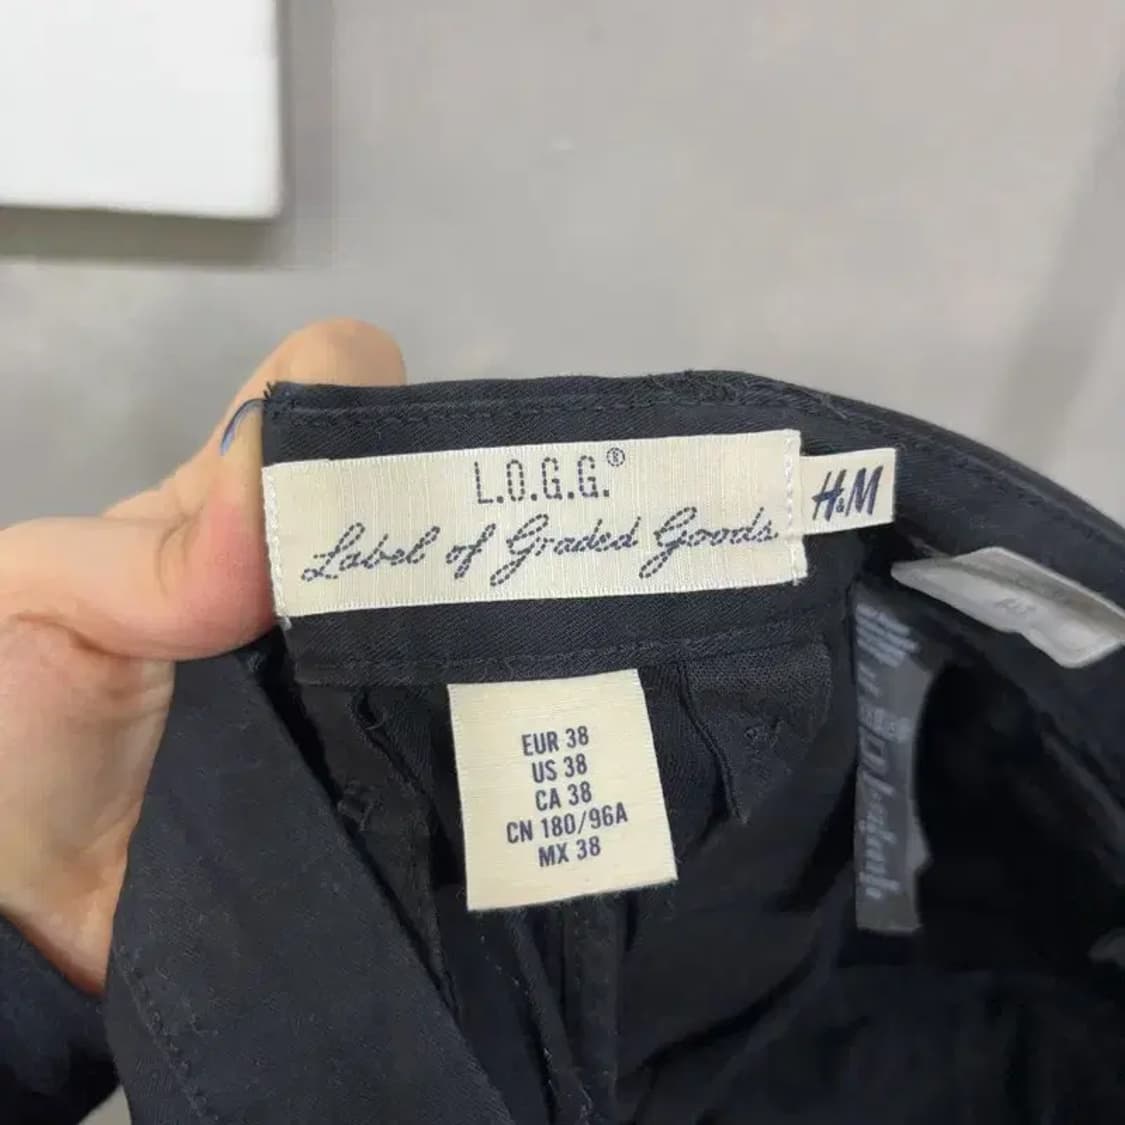 L.O.G.G.®
Label of Graded Goods
H&M
EUR 38
US 38
CA 38
CN 180/96A
MX 38